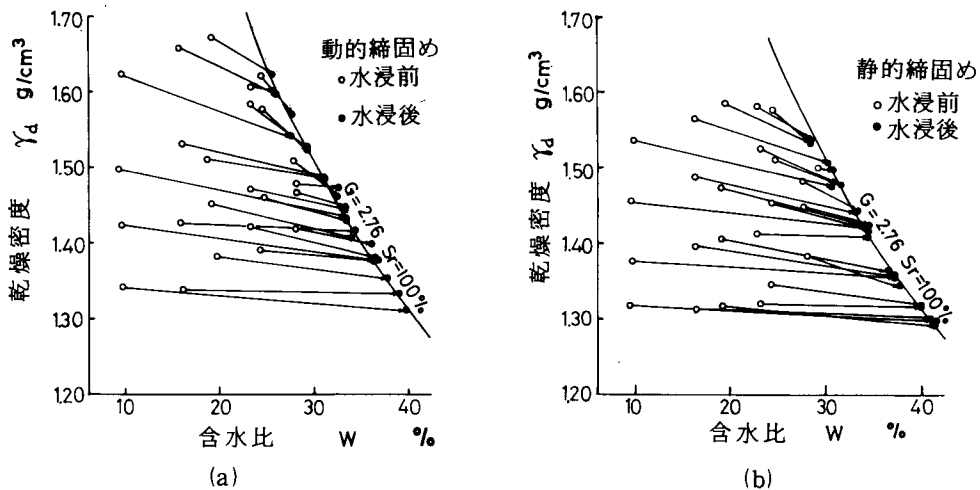 1.70
1.60
1.50
1.40
1.30
1.20
乾燥密度 γd g/cm³
動的締固め
○水浸前
●水浸後
G=2.76 Sr=100%
10 20 30 40
含水比 W %
(a)
1.70
1.60
1.50
1.40
1.30
1.20
乾燥密度 γd g/cm³
静的締固め
○ 水浸前
● 水浸後
G=2.76 Sr=100%
10 20 30 40
含水比 W %
(b)